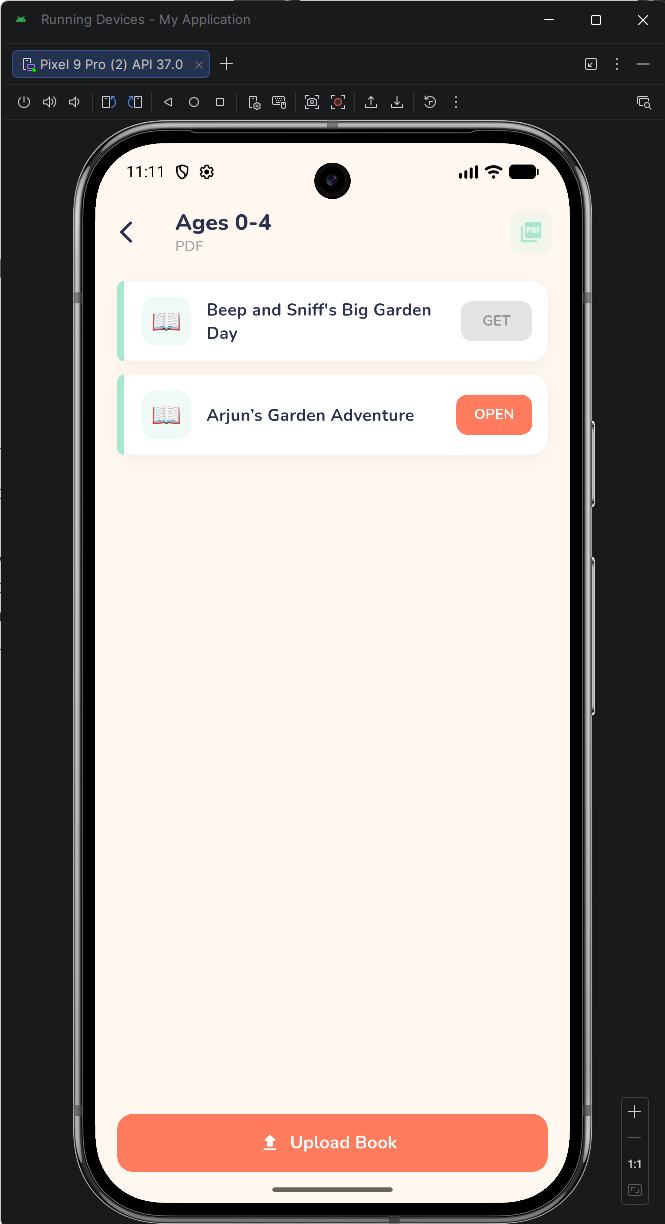 Running Devices - My Application
Pixel 9 Pro (2) API 37.0
11:11
Ages 0-4
PDF
PDF
Beep and Sniff's Big Garden
Day
GET
Arjun’s Garden Adventure
OPEN
Upload Book
1:1